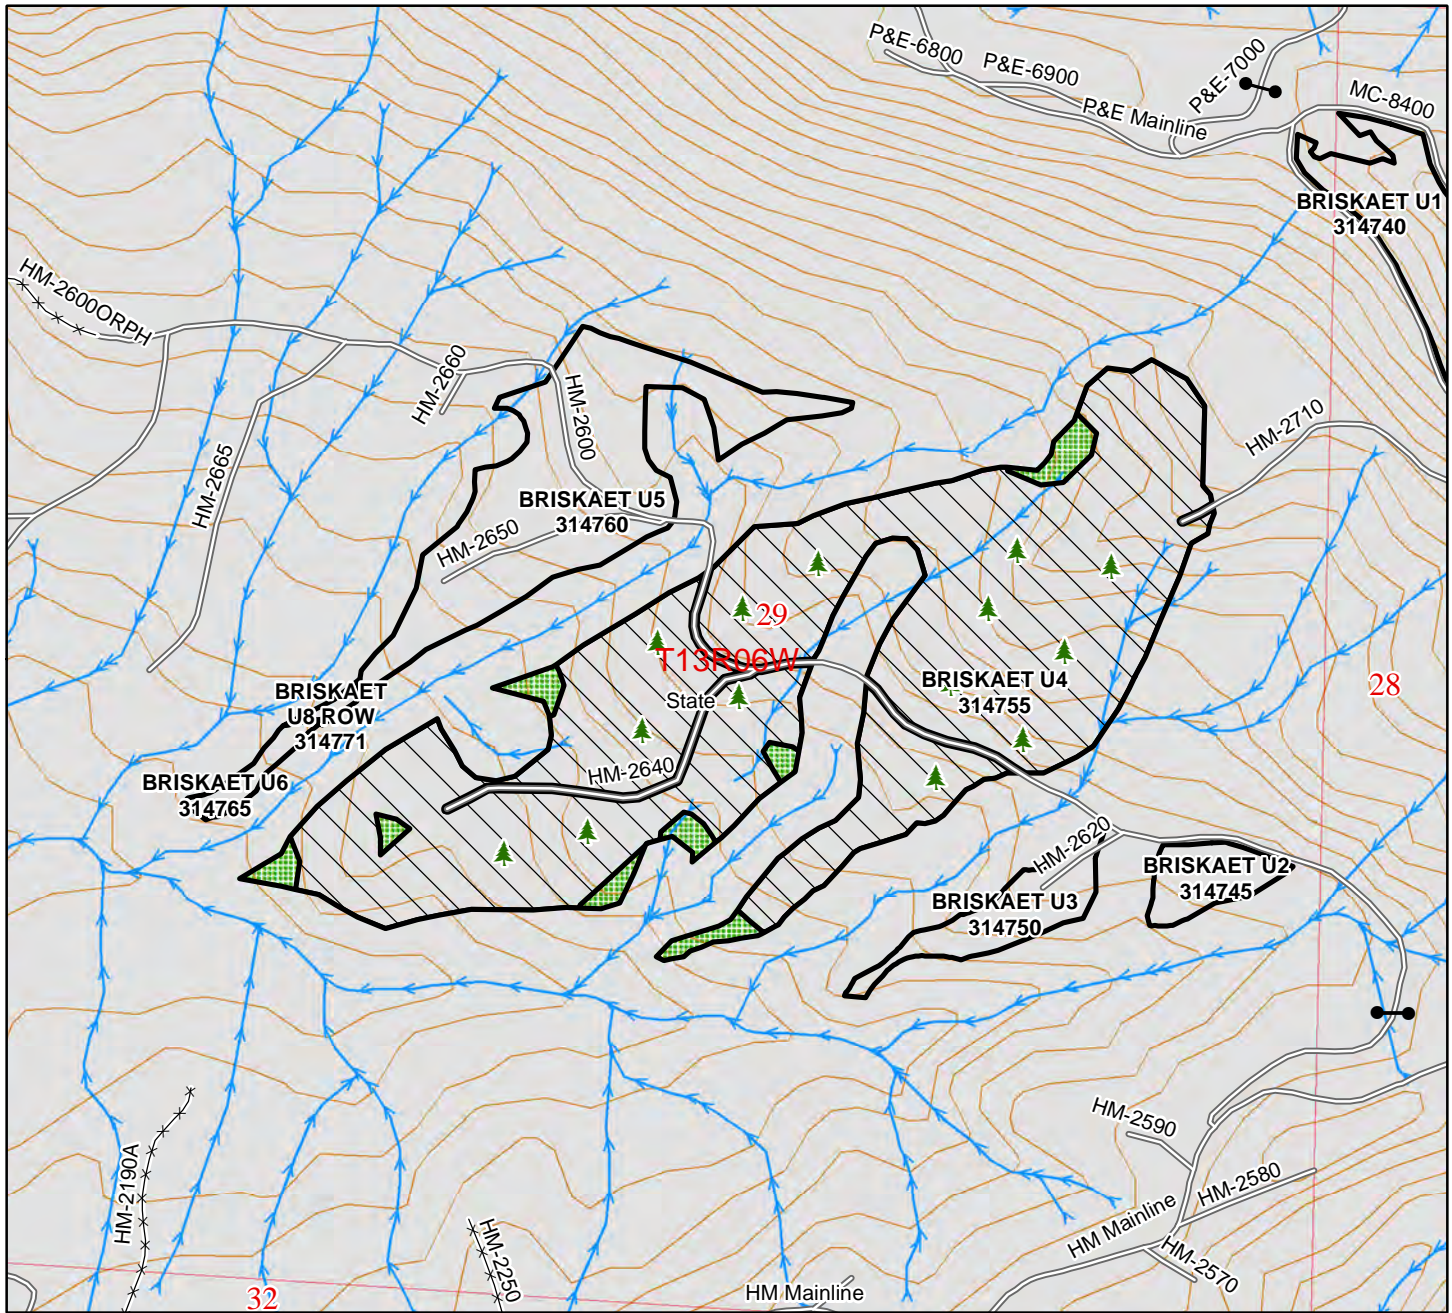 P&E-6800
P&E-6900
P&E-7000
P&E Mainline
MC-8400
BRISKAET U1
314740
HM-2600ORPH
HM-2660
HM-2600
HM-2665
HM-2710
BRISKAET U5
314760
HM-2650
29
T13R06W
State
BRISKAET U4
314755
28
BRISKAET
U8 ROW
314771
BRISKAET U6
314765
HM-2640
HM-2620
BRISKAET U2
314745
BRISKAET U3
314750
HM-2590
HM-2580
HM-2190A
HM-2250
HM Mainline
HM-2570
HM Mainline
32